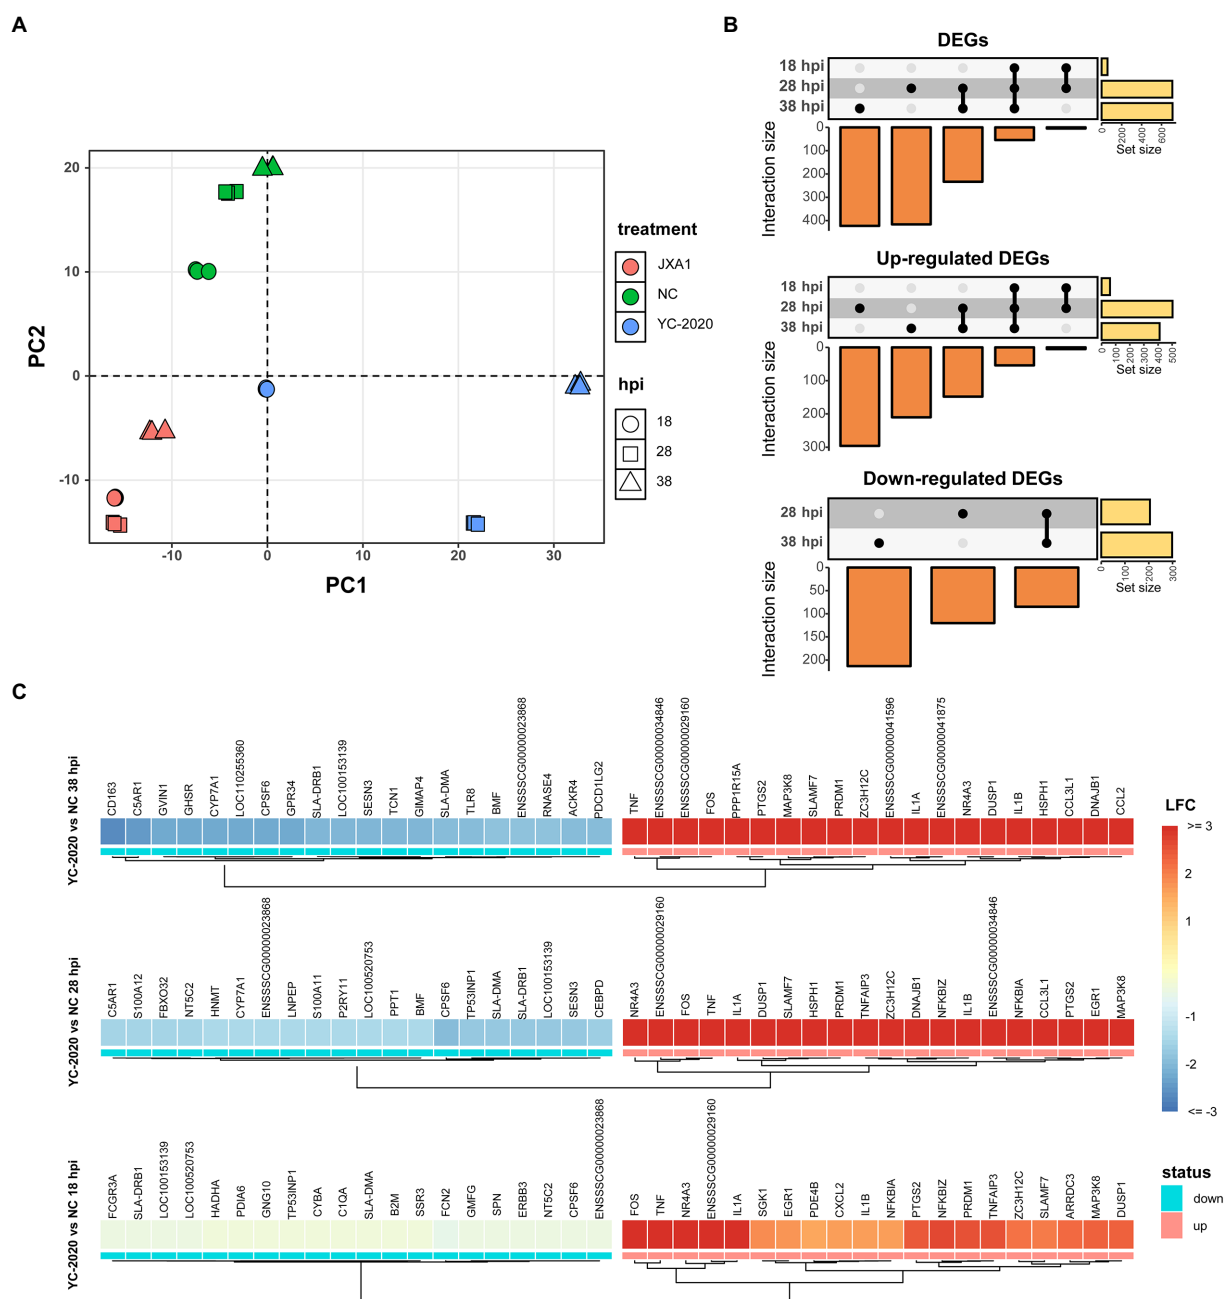 A
20
10
0
-10
-10
0
10
20
30
PC2
PC1
treatment
JXA1
NC
YC-2020
hpi
18
28
38
B
DEGs
18 hpi
28 hpi
38 hpi
0
200
400
600
Set size
Interaction size
0
100
200
300
400
Up-regulated DEGs
18 hpi
28 hpi
38 hpi
0
100
200
300
400
500
Set size
Interaction size
0
100
200
300
Down-regulated DEGs
28 hpi
38 hpi
0
100
200
300
Set size
Interaction size
0
50
100
150
200
C
YC-2020 vs NC 38 hpi
CD163
C5AR1
GVIN1
GHSR
CYP7A1
LOC110255360
CPSF6
GPR34
SLA-DRB1
LOC100153139
SESN3
TCN1
GIMAP4
SLA-DMA
TLR8
BMF
ENSSSCG00000023868
RNASE4
ACKR4
PDCD1LG2
TNF
ENSSSCG00000034846
ENSSSCG00000029160
FOS
PPP1R15A
PTGS2
MAP3K8
SLAMF7
PRDM1
ZC3H12C
ENSSSCG00000041596
IL1A
ENSSSCG00000041875
NR4A3
DUSP1
IL1B
HSPH1
CCL3L1
DNAJB1
CCL2
YC-2020 vs NC 28 hpi
C5AR1
S100A12
FBXO32
NT5C2
HNMT
CYP7A1
ENSSSCG00000023868
LNPEP
S100A11
P2RY11
LOC100520753
PPT1
BMF
CPSF6
TP53INP1
SLA-DMA
SLA-DRB1
LOC100153139
SESN3
CEBPD
NR4A3
ENSSSCG00000029160
FOS
TNF
IL1A
DUSP1
SLAMF7
HSPH1
PRDM1
TNFAIP3
ZC3H12C
DNAJB1
NFKBIZ
IL1B
ENSSSCG00000034846
NFKBIA
CCL3L1
PTGS2
EGR1
MAP3K8
YC-2020 vs NC 18 hpi
FCGR3A
SLA-DRB1
LOC100153139
LOC100520753
HADHA
PDIA6
GNG10
TP53INP1
CYBA
C1QA
SLA-DMA
B2M
SSR3
FCN2
GMFG
SPN
ERBB3
NT5C2
CPSF6
ENSSSCG00000023868
FOS
TNF
NR4A3
ENSSSCG00000029160
IL1A
SGK1
EGR1
PDE4B
CXCL2
IL1B
NFKBIA
PTGS2
NFKBIZ
PRDM1
TNFAIP3
ZC3H12C
SLAMF7
ARRDC3
MAP3K8
DUSP1
LFC
>= 3
2
1
-1
-2
<= -3
status
down
up